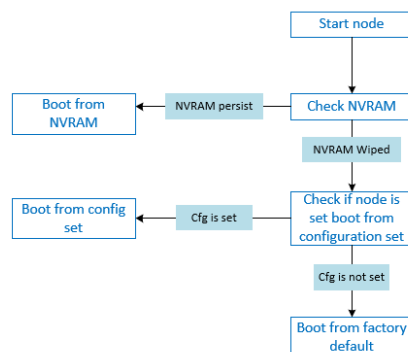 Start node
Boot from
NVRAM
NVRAM persist
Check NVRAM
NVRAM Wiped
Boot from config
set
Cfg is set
Check if node is
set boot from
configuration set
Cfg is not set
Boot from factory
default